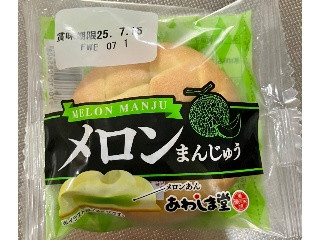 賞味期限25.7.15
FWE 07 1
MELON MANJU
メロン
まんじゅう
メロンあん
あわしま堂